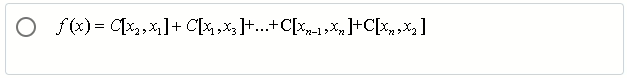 f(x) = C[x₂,x₁]+ C[x₁,x₃]+...+C[xₙ₋₁,xₙ]+C[xₙ,x₂]